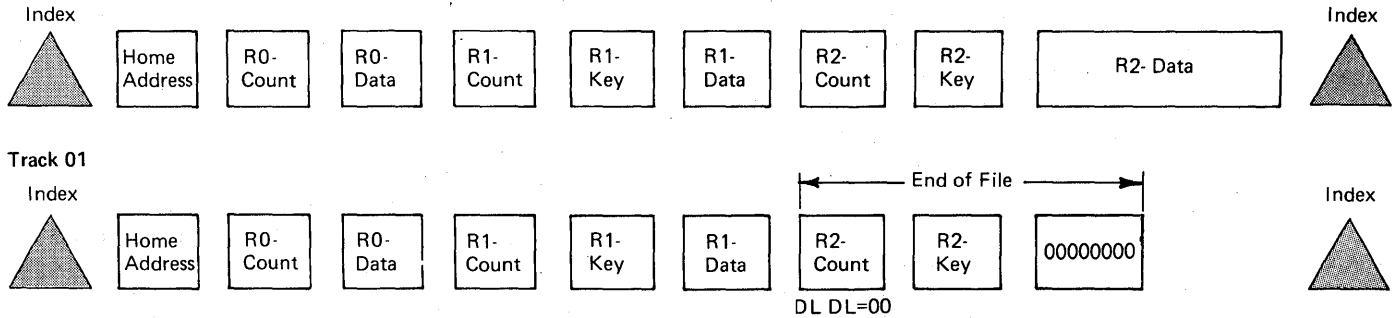 Index
Index
Home
Address
R0-
Count
R0-
Data
R1-
Count
R1-
Key
R1-
Data
R2-
Count
R2-
Key
R2- Data
Track 01
Index
End of File
Index
Home
Address
R0-
Count
R0-
Data
R1-
Count
R1-
Key
R1-
Data
R2-
Count
R2-
Key
00000000
DL DL=00